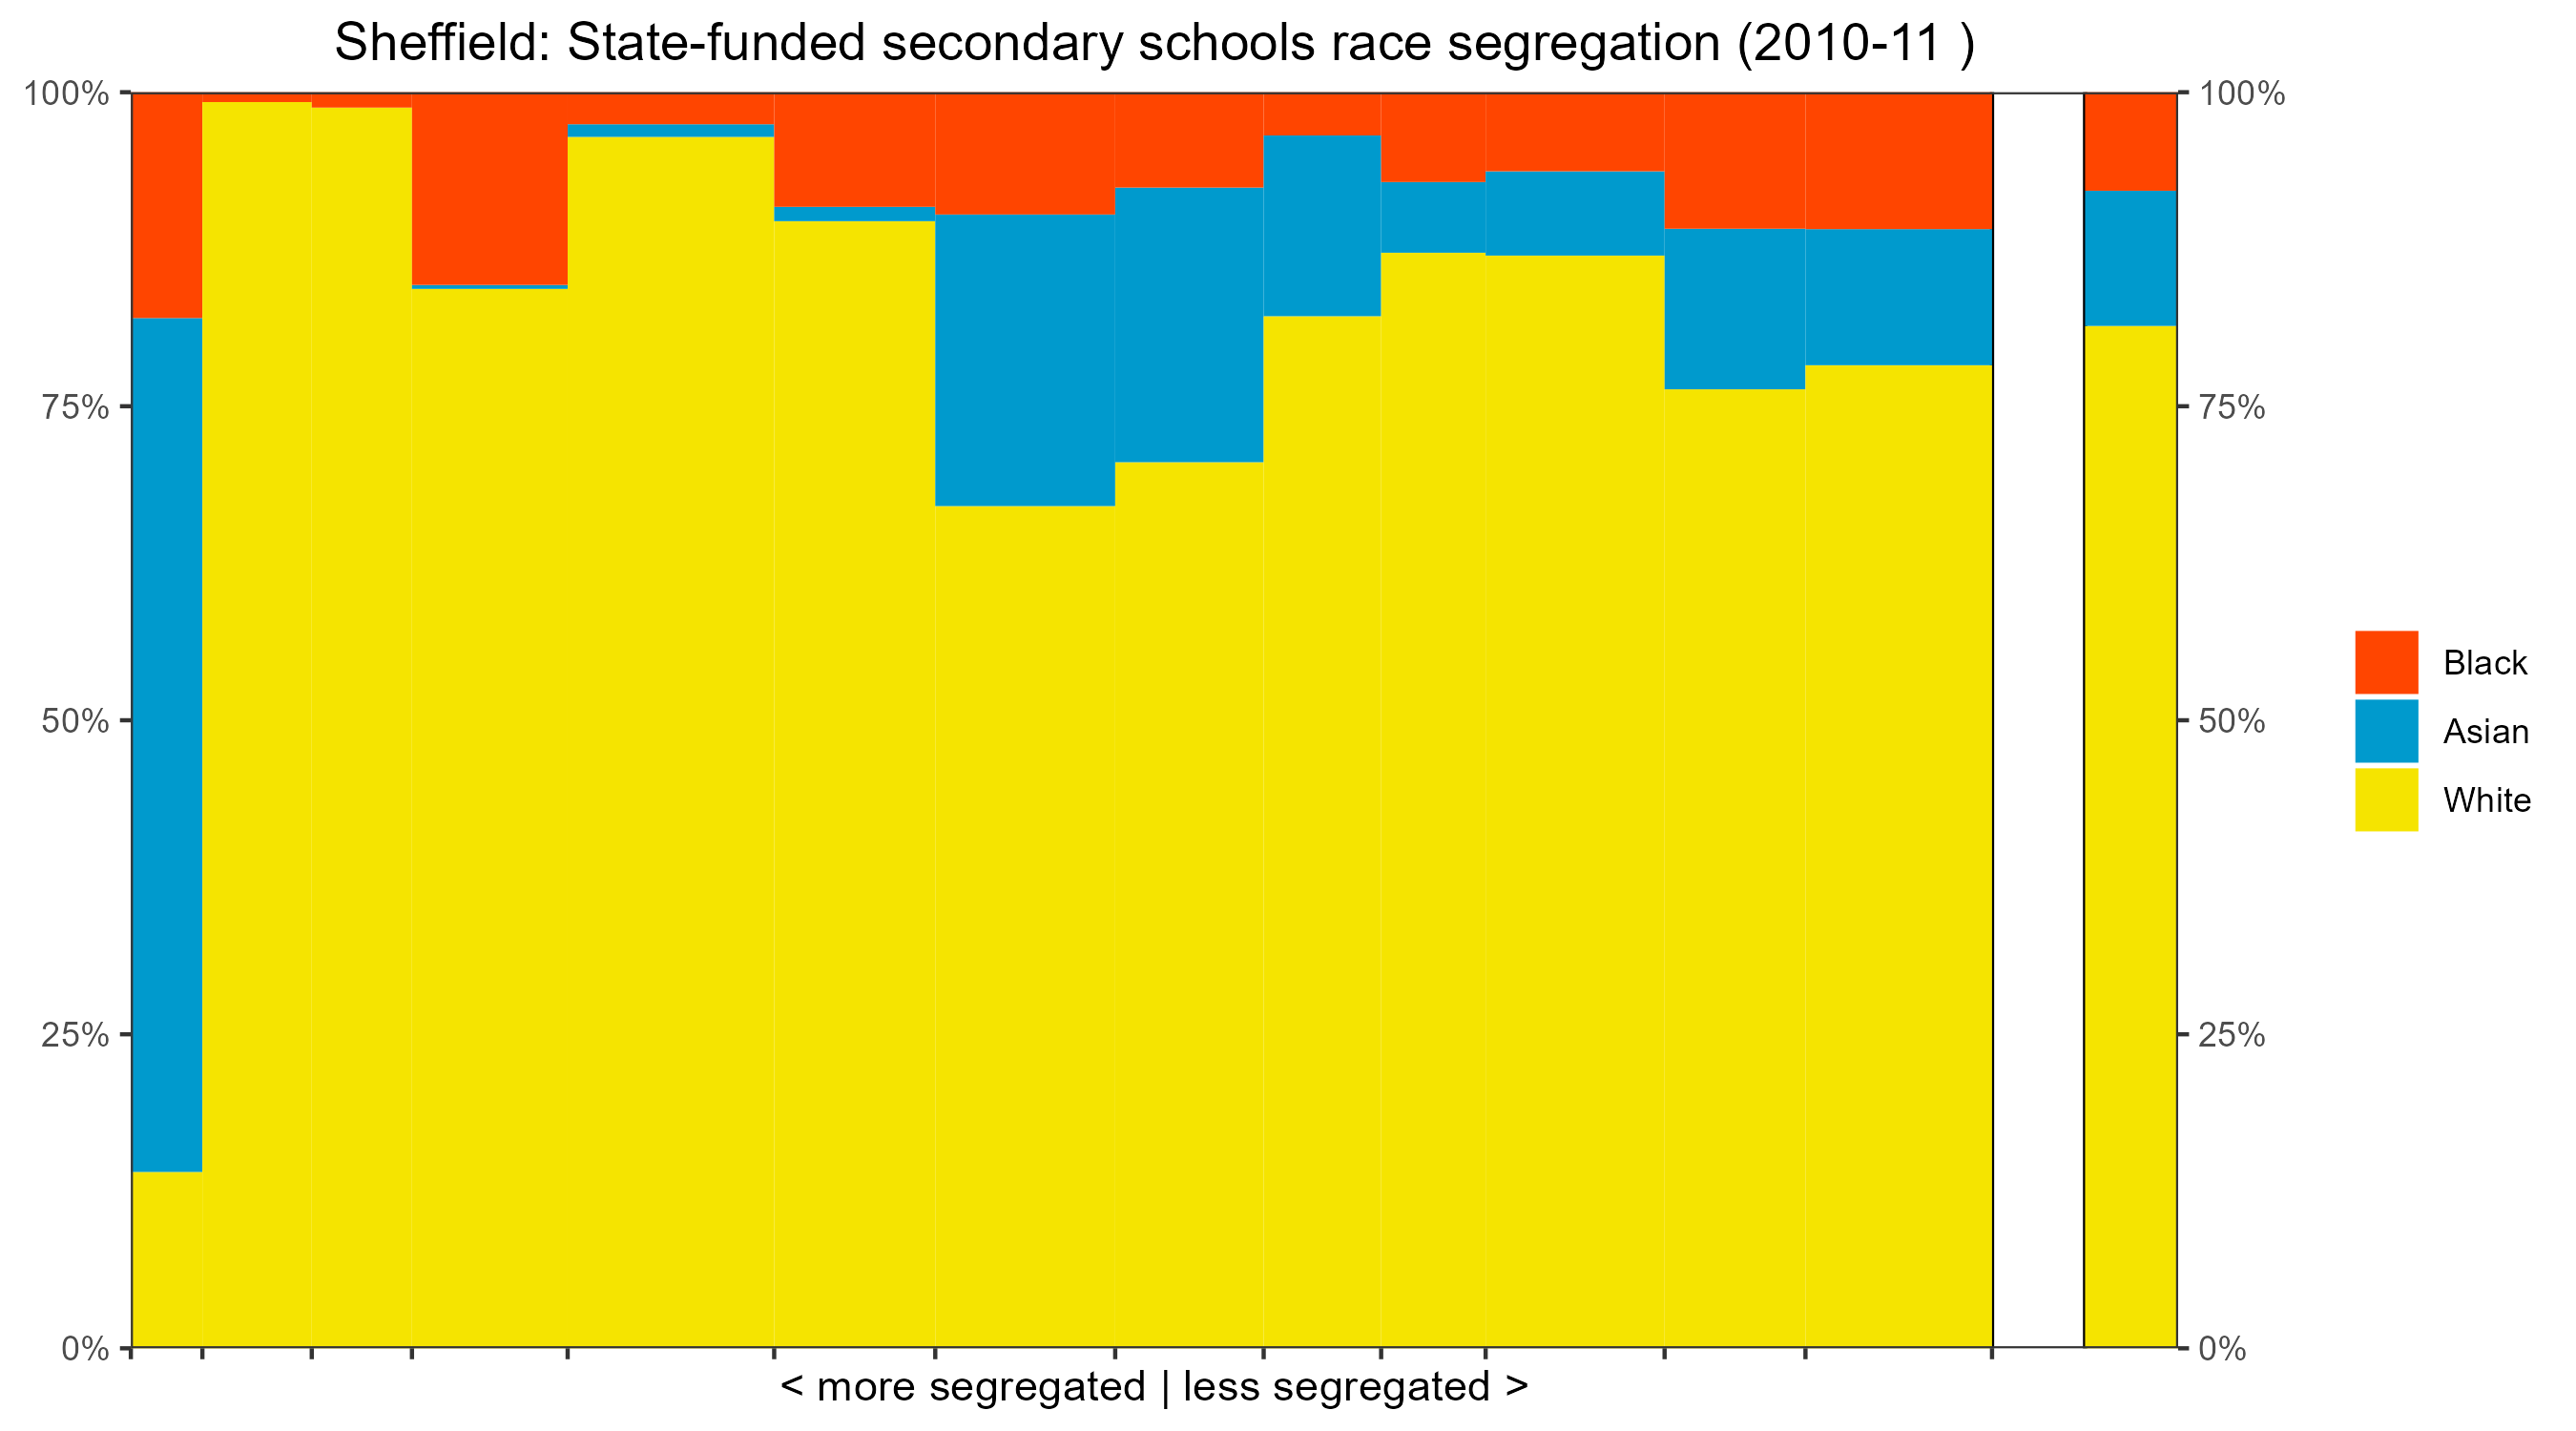 Sheffield: State-funded secondary schools race segregation (2010-11 )
100%
75%
50%
25%
0%
100%
75%
50%
25%
0%
Black
Asian
White
< more segregated | less segregated >